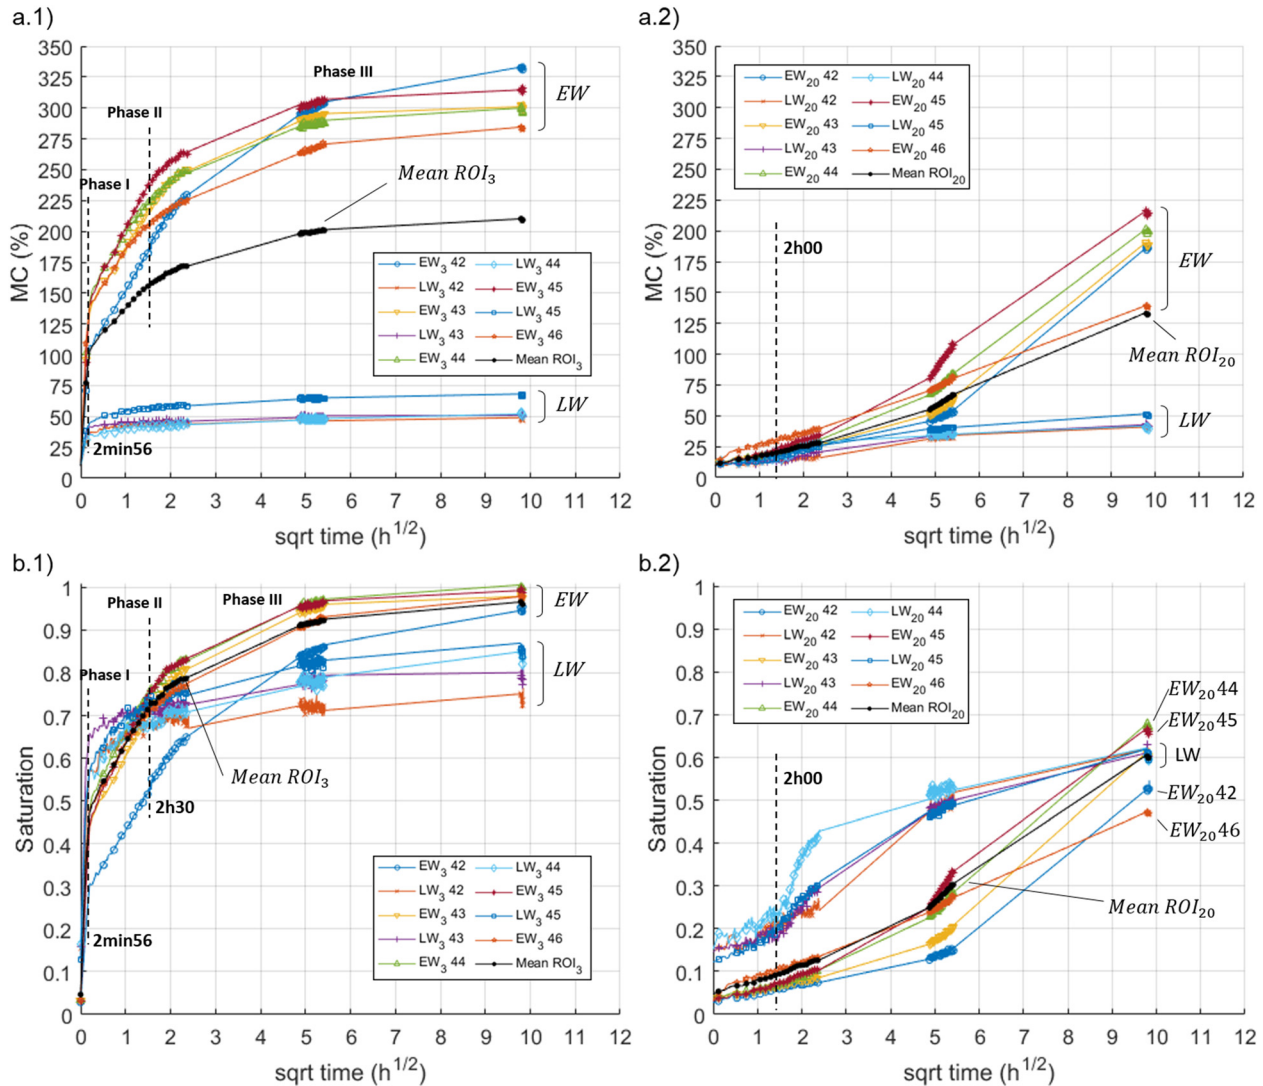 a.1)
350
325
300
275
250
225
200
175
150
125
100
75
50
25
0
MC (%)
0 1 2 3 4 5 6 7 8 9 10 11 12
sqrt time (h^1/2)
Phase I
Phase II
Phase III
2min56
EW
Mean ROI3
LW
EW3 42 LW3 44
LW3 42 EW3 45
EW3 43 LW3 45
LW3 43 EW3 46
EW3 44 Mean ROI3
a.2)
350
325
300
275
250
225
200
175
150
125
100
75
50
25
0
MC (%)
0 1 2 3 4 5 6 7 8 9 10 11 12
sqrt time (h^1/2)
EW20 42 LW20 44
LW20 42 EW20 45
EW20 43 LW20 45
LW20 43 EW20 46
EW20 44 Mean ROI20
2h00
EW
Mean ROI20
LW
b.1)
1
0.9
0.8
0.7
0.6
0.5
0.4
0.3
0.2
0.1
0
Saturation
0 1 2 3 4 5 6 7 8 9 10 11 12
sqrt time (h^1/2)
Phase II
Phase III
Phase I
EW
LW
Mean ROI3
2h30
2min56
EW3 42 LW3 44
LW3 42 EW3 45
EW3 43 LW3 45
LW3 43 EW3 46
EW3 44 Mean ROI3
b.2)
1
0.9
0.8
0.7
0.6
0.5
0.4
0.3
0.2
0.1
0
Saturation
0 1 2 3 4 5 6 7 8 9 10 11 12
sqrt time (h^1/2)
EW20 42 LW20 44
LW20 42 EW20 45
EW20 43 LW20 45
LW20 43 EW20 46
EW20 44 Mean ROI20
2h00
EW20 44
EW20 45
LW
EW20 42
EW20 46
Mean ROI20